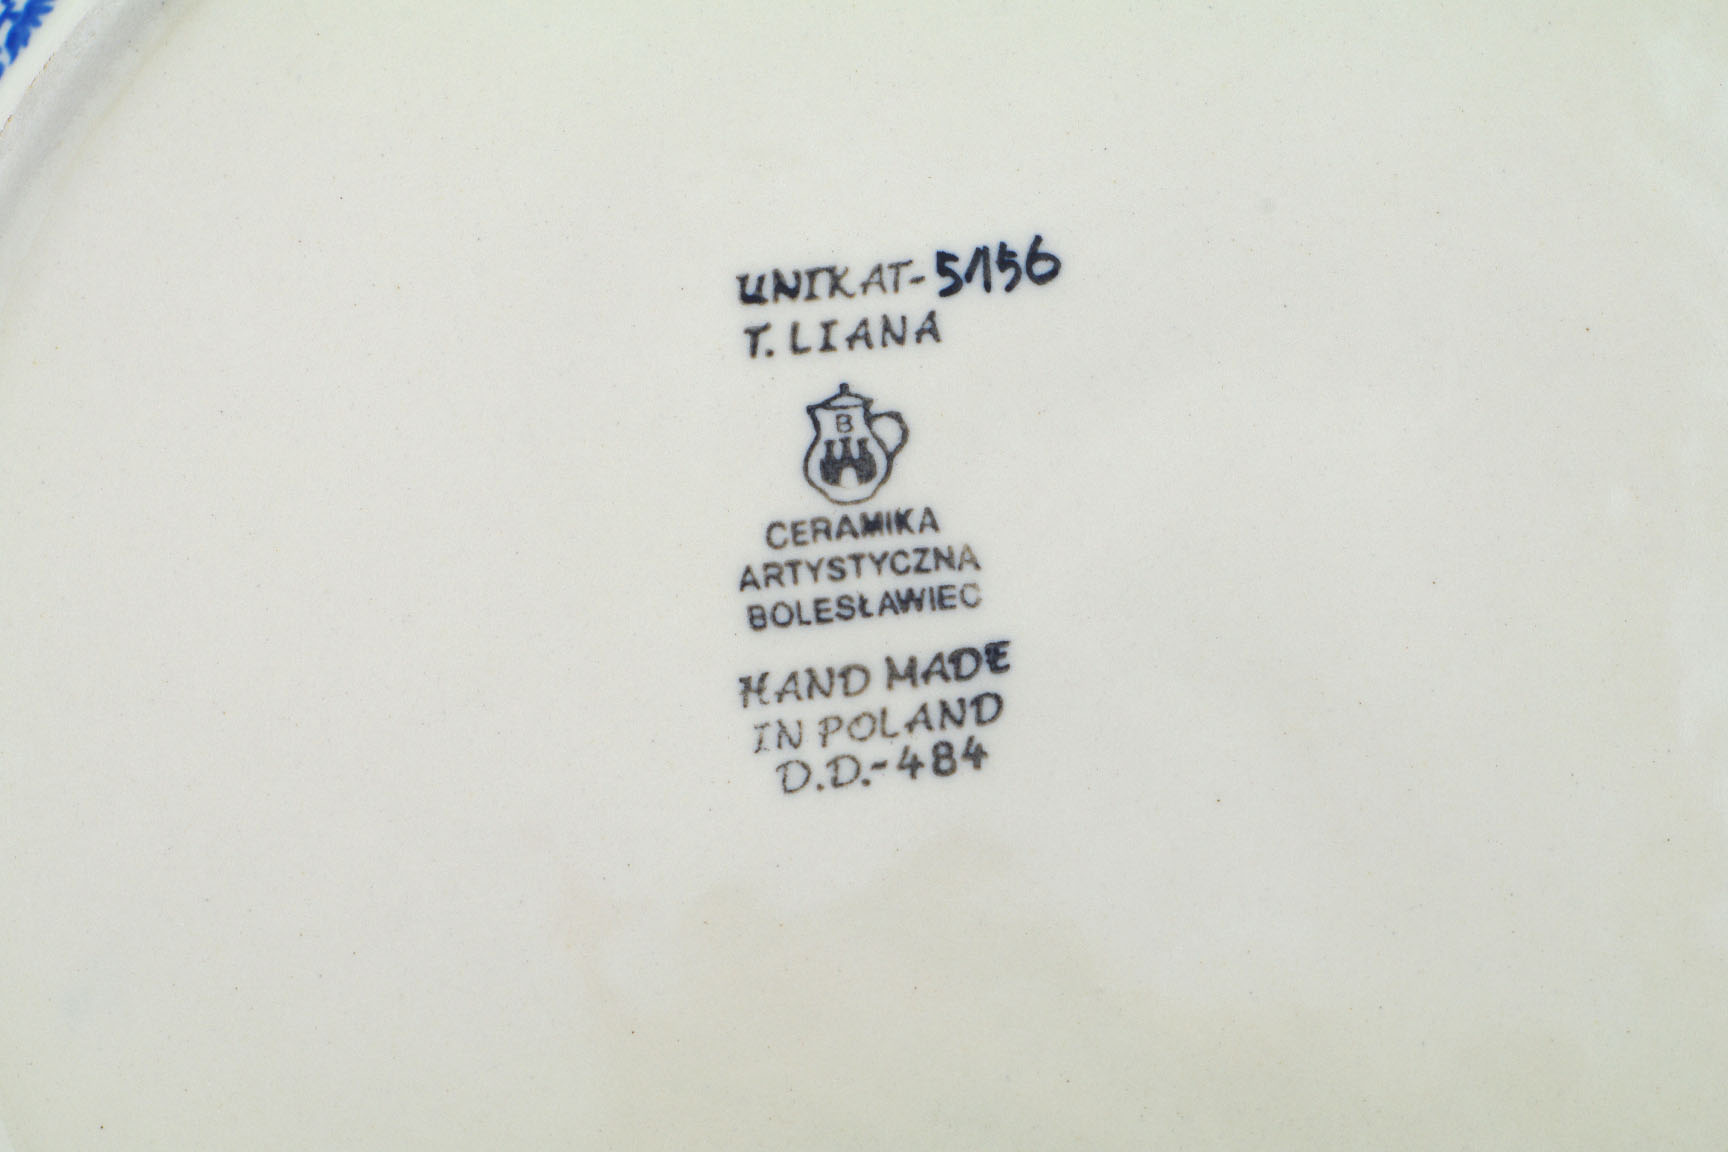 UNIKAT-5156
T. LIANA
B
CERAMIKA
ARTYSTYCZNA
BOLESŁAWIEC
HAND MADE
IN POLAND
D.D.-484